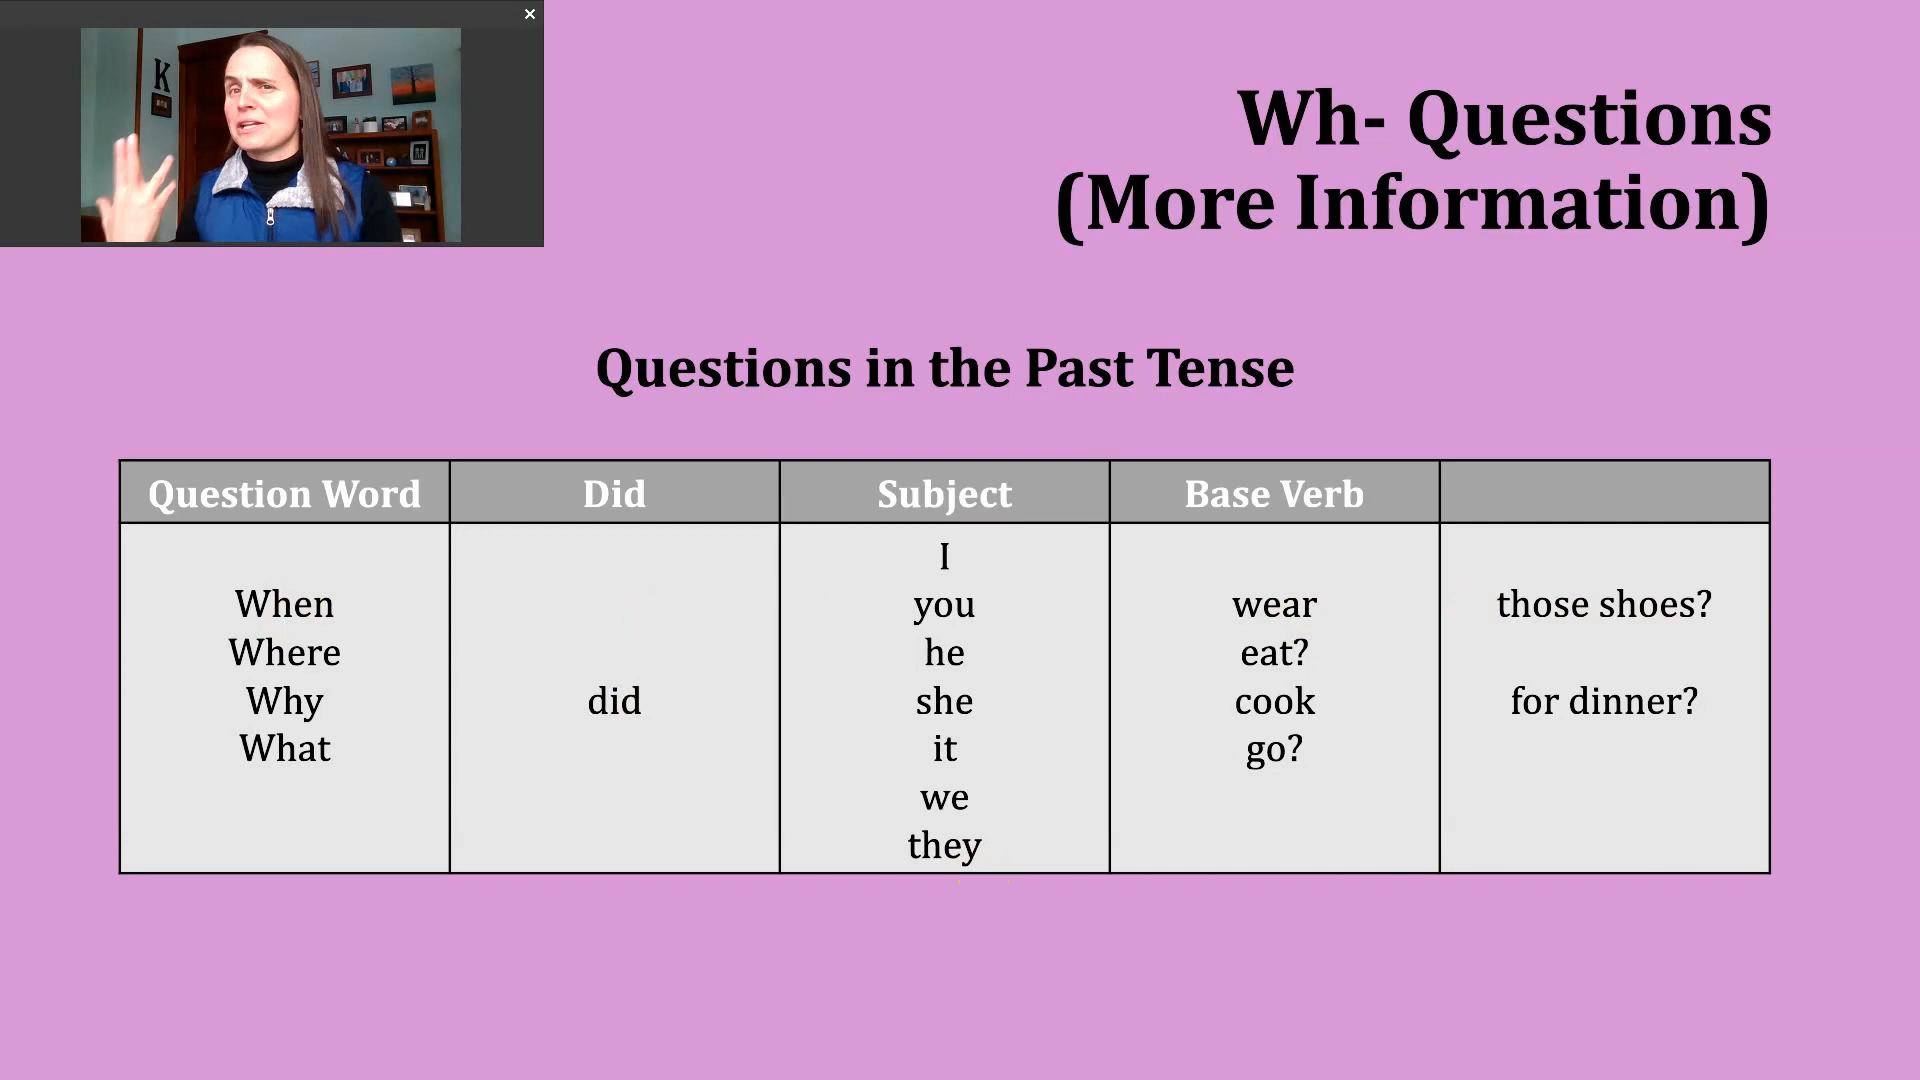 K
Wh- Questions
(More Information)
Questions in the Past Tense
Question Word Did Subject Base Verb
I
When you wear those shoes?
Where he eat?
Why did she cook for dinner?
What it go?
we
they